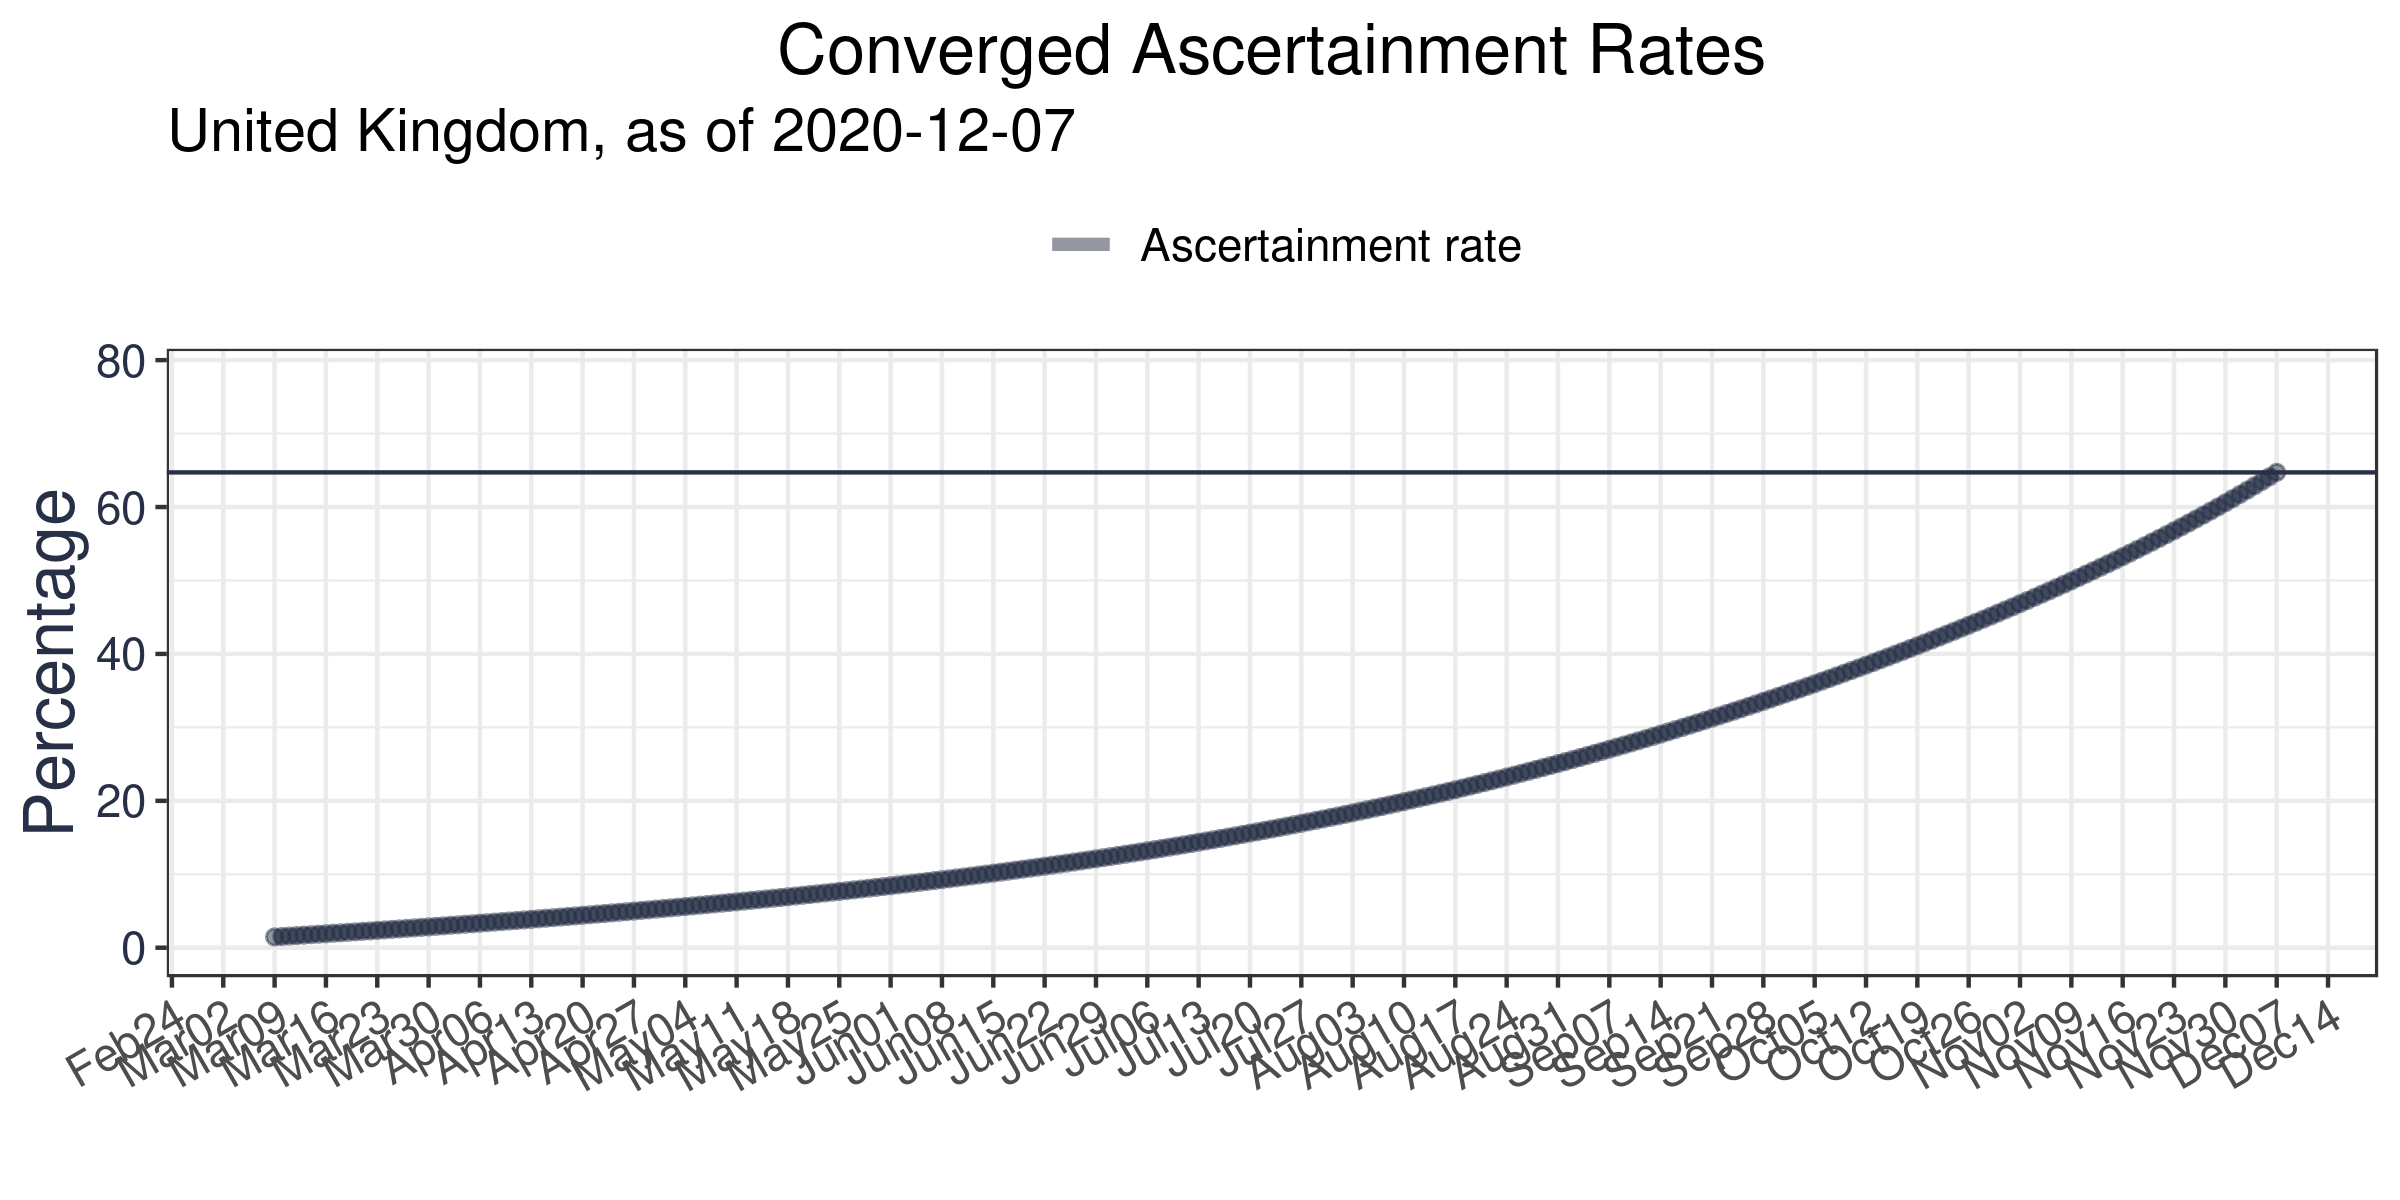 Converged Ascertainment Rates
United Kingdom, as of 2020-12-07
Ascertainment rate
Percentage
80
60
40
20
0
Feb24
Mar02
Mar09
Mar16
Mar23
Mar30
Apr06
Apr13
Apr20
Apr27
May04
May11
May18
May25
Jun01
Jun08
Jun15
Jun22
Jun29
Jul06
Jul13
Jul20
Jul27
Aug03
Aug10
Aug17
Aug24
Aug31
Sep07
Sep14
Sep21
Sep28
Oct05
Oct12
Oct19
Oct26
Nov02
Nov09
Nov16
Nov23
Nov30
Dec07
Dec14